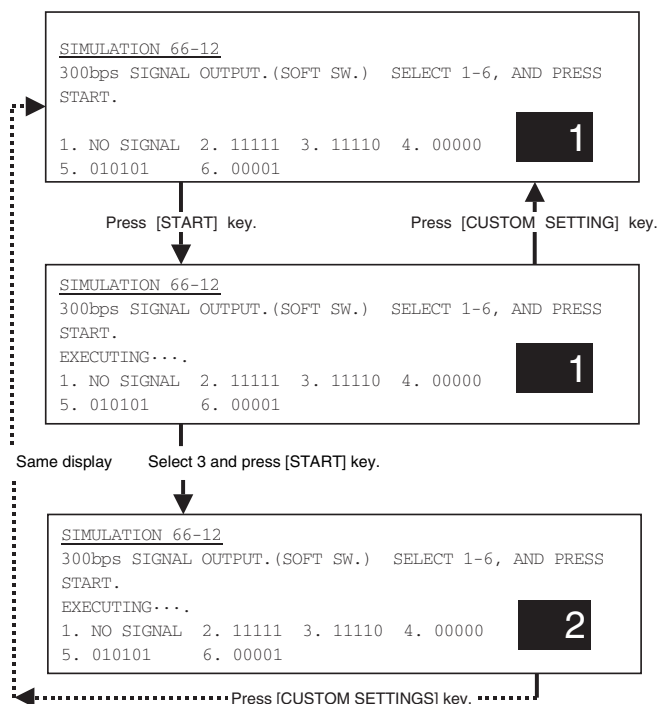 SIMULATION 66-12
300bps SIGNAL OUTPUT.(SOFT SW.) SELECT 1-6, AND PRESS
START.
1. NO SIGNAL 2. 11111 3. 11110 4. 00000
5. 010101 6. 00001
1
Press [START] key.
Press [CUSTOM SETTING] key.
SIMULATION 66-12
300bps SIGNAL OUTPUT.(SOFT SW.) SELECT 1-6, AND PRESS
START.
EXECUTING····.
1. NO SIGNAL 2. 11111 3. 11110 4. 00000
5. 010101 6. 00001
1
Same display
Select 3 and press [START] key.
SIMULATION 66-12
300bps SIGNAL OUTPUT.(SOFT SW.) SELECT 1-6, AND PRESS
START.
EXECUTING····.
1. NO SIGNAL 2. 11111 3. 11110 4. 00000
5. 010101 6. 00001
2
Press [CUSTOM SETTINGS] key.